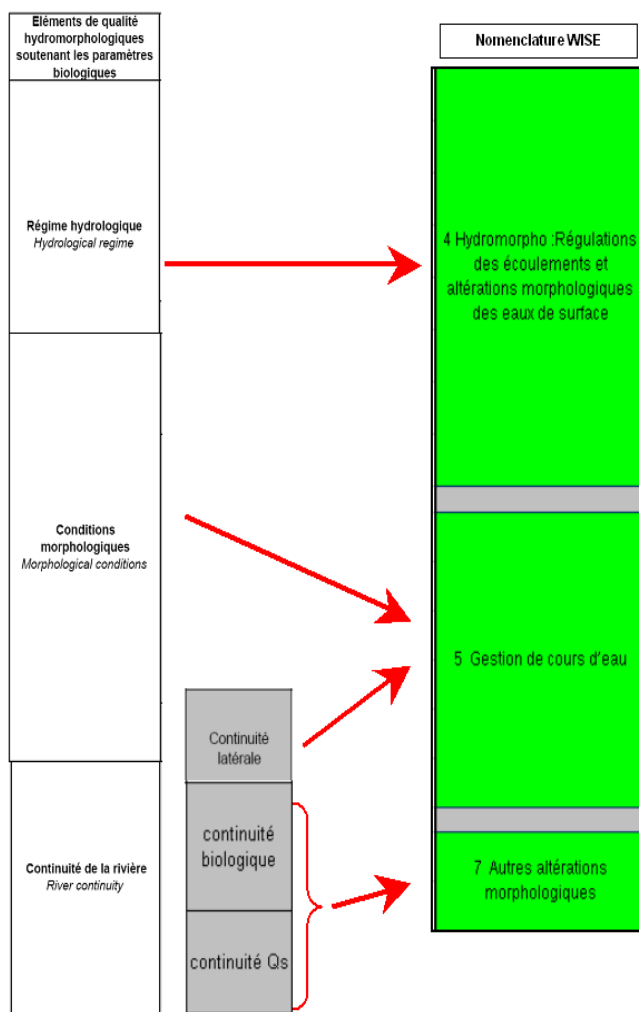 Eléments de qualité
hydromorphologiques
soutenant les paramètres
biologiques
Régime hydrologique
Hydrological regime
Conditions
morphologiques
Morphological conditions
Continuité de la rivière
River continuity
Continuité
latérale
continuité
biologique
continuité Qs
Nomenclature WISE
4 Hydromorpho :Régulations
des écoulements et
altérations morphologiques
des eaux de surface
5 Gestion de cours d'eau
7 Autres altérations
morphologiques